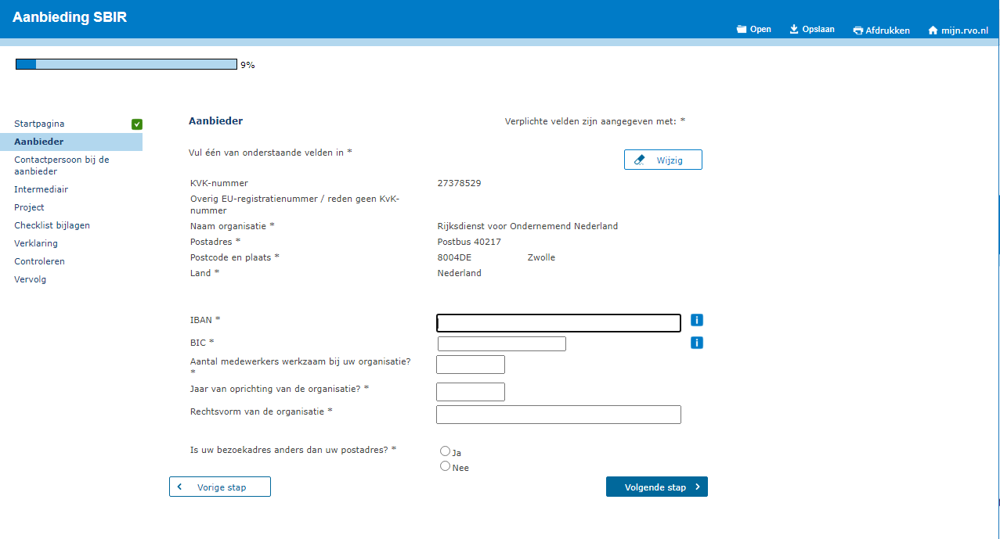 Aanbieding SBIR
Open
Opslaan
Afdrukken
mijn.rvo.nl
9%
Startpagina
Aanbieder
Contactpersoon bij de
aanbieder
Intermediair
Project
Checklist bijlagen
Verklaring
Controleren
Vervolg
Aanbieder
Verplichte velden zijn aangegeven met: *
Vul één van onderstaande velden in *
Wijzig
KVK-nummer 27378529
Overig EU-registratienummer / reden geen KvK-
nummer
Naam organisatie * Rijksdienst voor Ondernemend Nederland
Postadres * Postbus 40217
Postcode en plaats * 8004DE Zwolle
Land * Nederland
IBAN *
BIC *
Aantal medewerkers werkzaam bij uw organisatie?
*
Jaar van oprichting van de organisatie? *
Rechtsvorm van de organisatie *
Is uw bezoekadres anders dan uw postadres? *
Ja
Nee
Vorige stap
Volgende stap